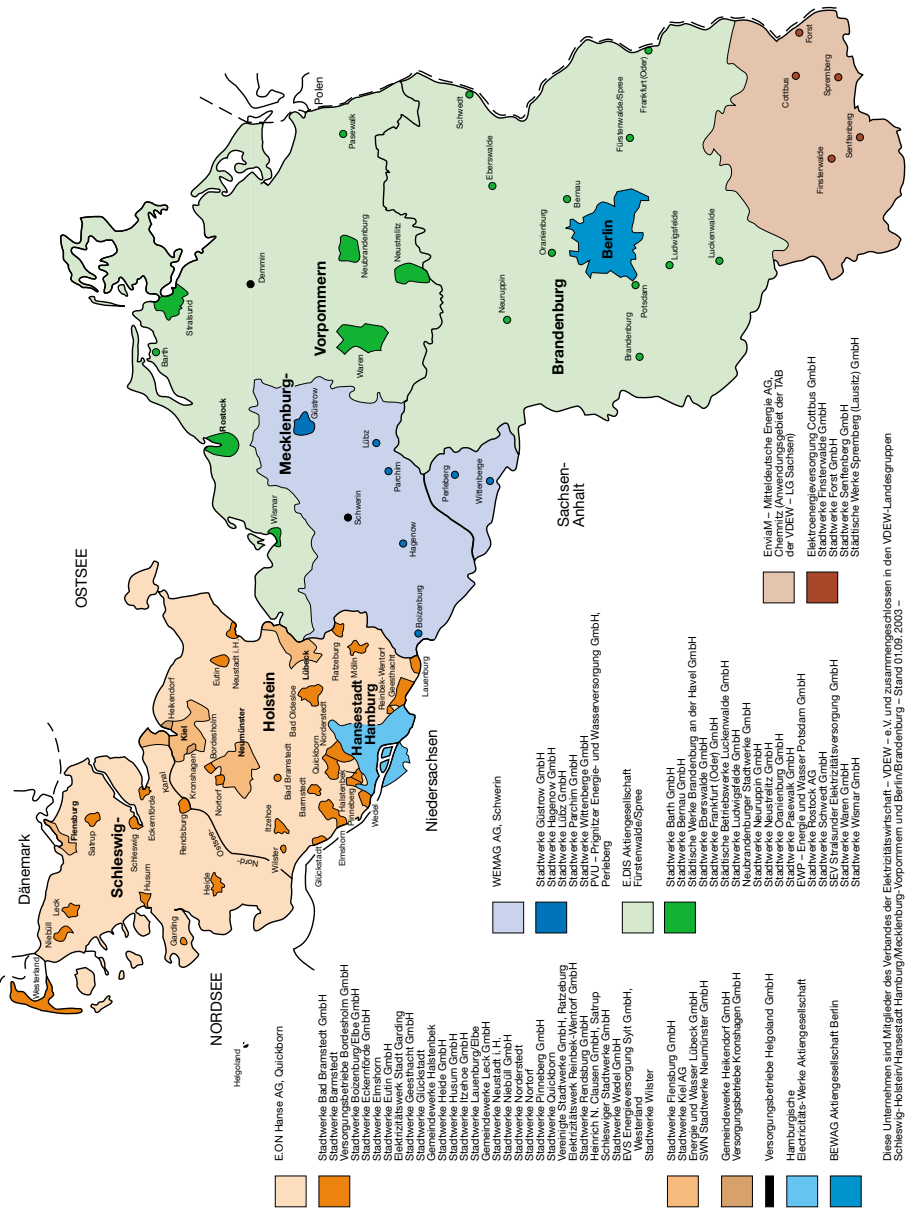 Dänemark
OSTSEE
NORDSEE
Polen
Niedersachsen
Sachsen-
Anhalt
Helgoland
Westerland
Niebüll
Leck
Flensburg
Satrup
Schleswig-
Schleswig
Husum
Eckernförde
Garding
Heide
Rendsburg
Kanal
Ostsee-
Nord-
Kronshagen
Kiel
Heikendorf
Bordesholm
Nortorf
Neumünster
Eutin
Neustadt i.H.
Holstein
Itzehoe
Wilster
Bad Bramstedt
Barmstedt
Glückstadt
Elmshorn
Quickborn
Norderstedt
Halstenbek
Pinneberg
Wedel
Bad Oldesloe
Lübeck
Ratzeburg
Mölln
Reinbek-Wentorf
Geesthacht
Lauenburg
Hansestadt
Hamburg
Boizenburg
Hagenow
Schwerin
Parchim
Lübz
Güstrow
Perleberg
Wittenberge
Mecklenburg-
Vorpommern
Wismar
Rostock
Barth
Stralsund
Demmin
Waren
Neubrandenburg
Neustrelitz
Pasewalk
Brandenburg
Neuruppin
Oranienburg
Eberswalde
Schwedt
Bernau
Berlin
Brandenburg
Potsdam
Ludwigsfelde
Luckenwalde
Fürstenwalde/Spree
Frankfurt (Oder)
Finsterwalde
Senftenberg
Cottbus
Spremberg
Forst
E.ON Hanse AG, Quickborn
Stadtwerke Bad Bramstedt GmbH
Stadtwerke Barmstedt
Versorgungsbetriebe Bordesholm GmbH
Stadtwerke Boizenburg/Elbe GmbH
Stadtwerke Eckernförde GmbH
Stadtwerke Elmshorn
Stadtwerke Eutin GmbH
Elektrizitätswerk Stadt Garding
Stadtwerke Geesthacht GmbH
Stadtwerke Glückstadt
Gemeindewerke Halstenbek
Stadtwerke Heide GmbH
Stadtwerke Husum GmbH
Stadtwerke Itzehoe GmbH
Stadtwerke Lauenburg/Elbe
Gemeindewerke Leck GmbH
Stadtwerke Neustadt i. H.
Stadtwerke Niebüll GmbH
Stadtwerke Norderstedt
Stadtwerke Nortorf
Stadtwerke Pinneberg GmbH
Stadtwerke Quickborn
Vereinigte Stadtwerke GmbH, Ratzeburg
Elektrizitätswerk Reinbek-Wentorf GmbH
Stadtwerke Rendsburg GmbH
Heinrich N. Clausen GmbH, Satrup
Schleswiger Stadtwerke GmbH
Stadtwerke Wedel GmbH
EVS Energieversorgung Sylt GmbH,
Westerland
Stadtwerke Wilster
Stadtwerke Flensburg GmbH
Stadtwerke Kiel AG
Energie und Wasser Lübeck GmbH
SWN Stadtwerke Neumünster GmbH
Gemeindewerke Heikendorf GmbH
Versorgungsbetriebe Kronshagen GmbH
Versorgungsbetriebe Helgoland GmbH
Hamburgische
Electricitäts-Werke Aktiengesellschaft
BEWAG Aktiengesellschaft Berlin
WEMAG AG, Schwerin
Stadtwerke Güstrow GmbH
Stadtwerke Hagenow GmbH
Stadtwerke Lübz GmbH
Stadtwerke Parchim GmbH
Stadtwerke Wittenberge GmbH
PVU – Prignitzer Energie- und Wasserversorgung GmbH,
Perleberg
E.DIS Aktiengesellschaft
Fürstenwalde/Spree
Stadtwerke Barth GmbH
Stadtwerke Bernau GmbH
Städtische Werke Brandenburg an der Havel GmbH
Stadtwerke Eberswalde GmbH
Stadtwerke Frankfurt (Oder) GmbH
Städtische Betriebswerke Luckenwalde GmbH
Stadtwerke Ludwigsfelde GmbH
Neubrandenburger Stadtwerke GmbH
Stadtwerke Neuruppin GmbH
Stadtwerke Neustrelitz GmbH
Stadtwerke Oranienburg GmbH
Stadtwerke Pasewalk GmbH
EWP – Energie und Wasser Potsdam GmbH
Stadtwerke Rostock AG
Stadtwerke Schwedt GmbH
SEV Stralsunder Elektrizitätsversorgung GmbH
Stadtwerke Waren GmbH
Stadtwerke Wismar GmbH
EnviaM – Mitteldeutsche Energie AG,
Chemnitz (Anwendungsgebiet der TAB
der VDEW – LG Sachsen)
Elektroenergieversorgung Cottbus GmbH
Stadtwerke Finsterwalde GmbH
Stadtwerke Forst GmbH
Stadtwerke Senftenberg GmbH
Städtische Werke Spremberg (Lausitz) GmbH
Diese Unternehmen sind Mitglieder des Verbandes der Elektrizitätswirtschaft – VDEW – e.V. und zusammengeschlossen in den VDEW-Landesgruppen
Schleswig-Holstein/Hansestadt Hamburg/Mecklenburg-Vorpommern und Berlin/Brandenburg – Stand 01.09. 2003 –